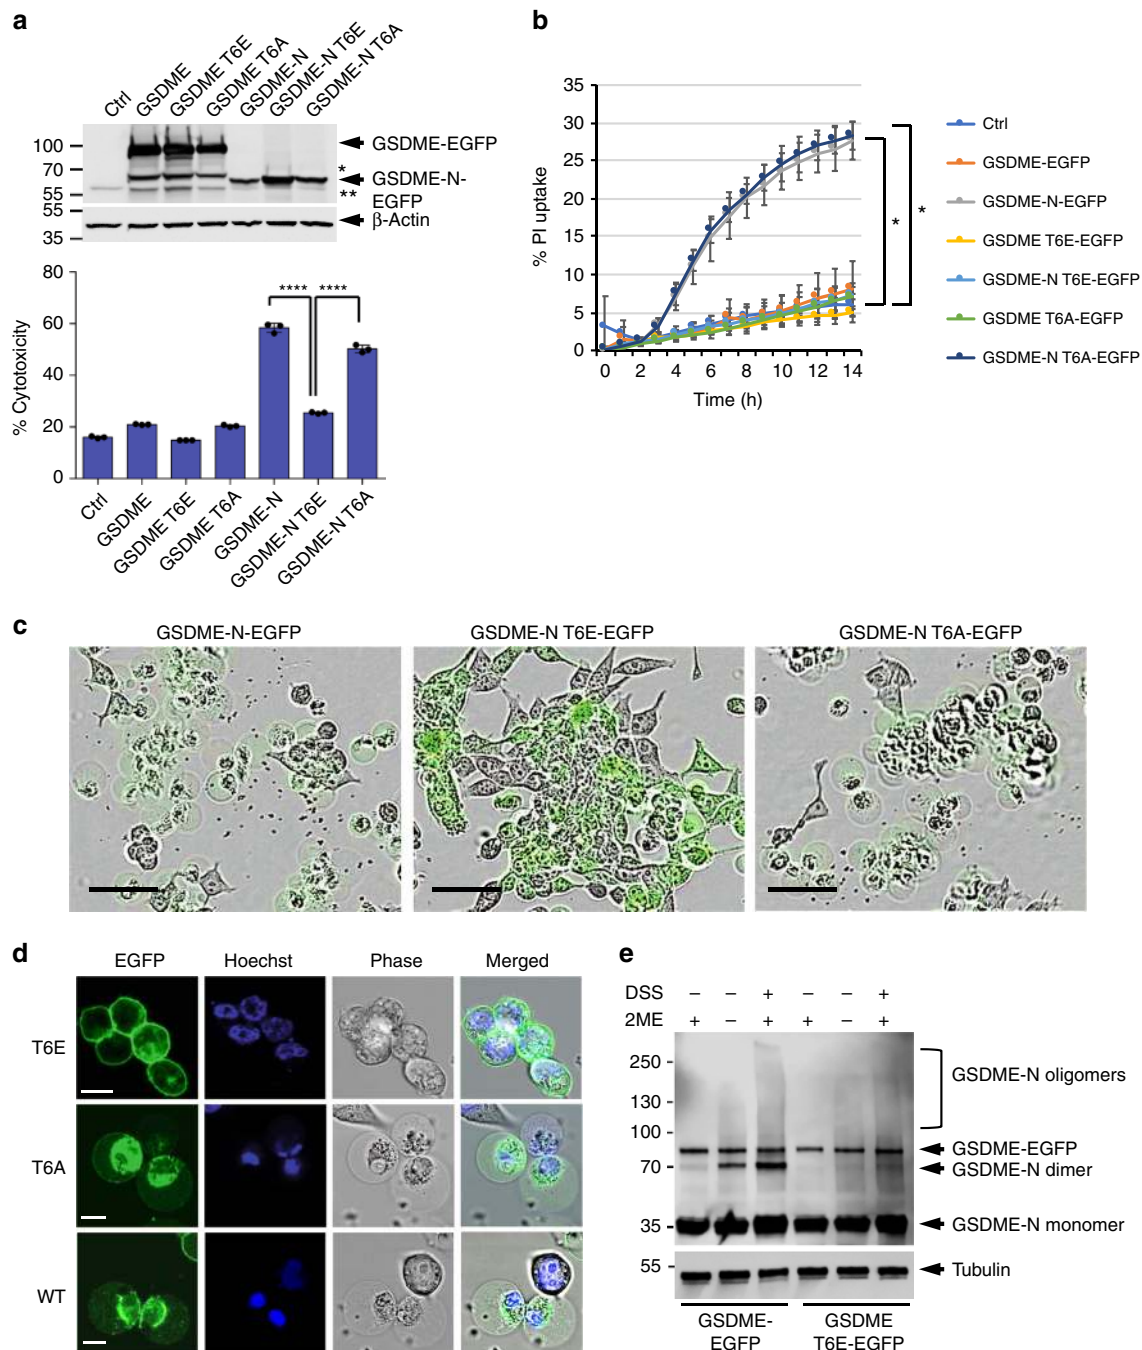 a
Ctrl
GSDME
GSDME T6E
GSDME T6A
GSDME-N
GSDME-N T6E
GSDME-N T6A
100
70
55
55
35
GSDME-EGFP
*
GSDME-N-
EGFP
**
β-Actin
% Cytotoxicity
80
60
40
20
0
**** ****
Ctrl
GSDME
GSDME T6E
GSDME T6A
GSDME-N
GSDME-N T6E
GSDME-N T6A
b
% PI uptake
35
30
25
20
15
10
5
0
0 2 4 6 8 10 12 14
Time (h)
*
*
Ctrl
GSDME-EGFP
GSDME-N-EGFP
GSDME T6E-EGFP
GSDME-N T6E-EGFP
GSDME T6A-EGFP
GSDME-N T6A-EGFP
c
GSDME-N-EGFP
GSDME-N T6E-EGFP
GSDME-N T6A-EGFP
d
EGFP Hoechst Phase Merged
T6E
T6A
WT
e
DSS – – + – – +
2ME + – + + – +
250
130
100
70
35
55
GSDME-N oligomers
GSDME-EGFP
GSDME-N dimer
GSDME-N monomer
Tubulin
GSDME-
EGFP
GSDME
T6E-EGFP